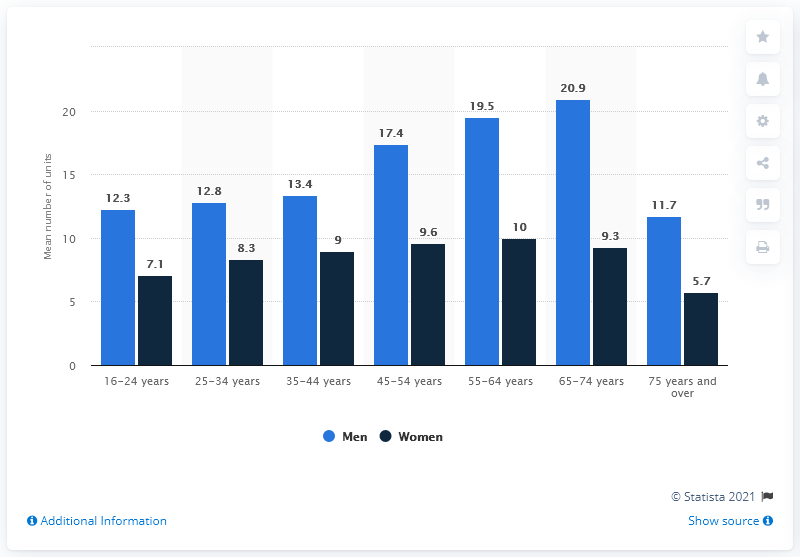 Mean number of units
20
15
10
5
0
12.3
7.1
12.8
8.3
13.4
9
17.4
9.6
19.5
10
20.9
9.3
11.7
5.7
16-24 years
25-34 years
35-44 years
45-54 years
55-64 years
65-74 years
75 years and
over
Men
Women
© Statista 2021
Additional Information
Show source